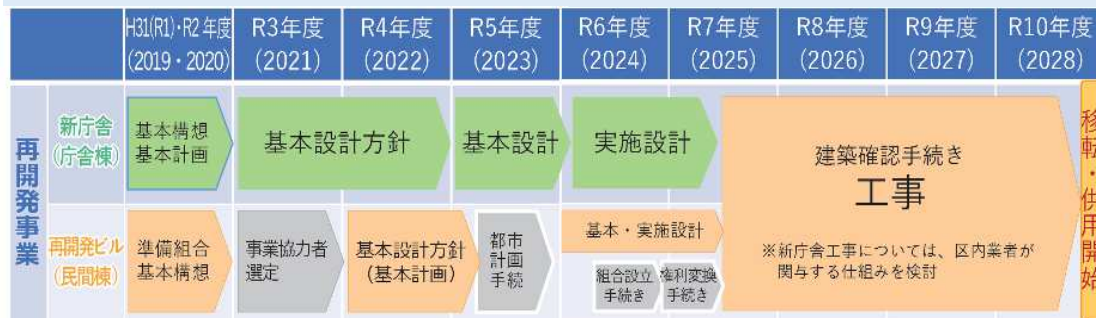 H31(R1)・R2年度
(2019・2020)
R3年度
(2021)
R4年度
(2022)
R5年度
(2023)
R6年度
(2024)
R7年度
(2025)
R8年度
(2026)
R9年度
(2027)
R10年度
(2028)
再開発事業
新庁舎
(庁舎棟)
基本構想
基本計画
基本設計方針
基本設計
実施設計
建築確認手続き
工事
※新庁舎工事については、区内業者が
関与する仕組みを検討
移転・供用開始
再開発ビル
(民間棟)
準備組合
基本構想
事業協力者
選定
基本設計方針
(基本計画)
都市
計画
手続
基本・実施設計
組合設立
手続き
権利変換
手続き